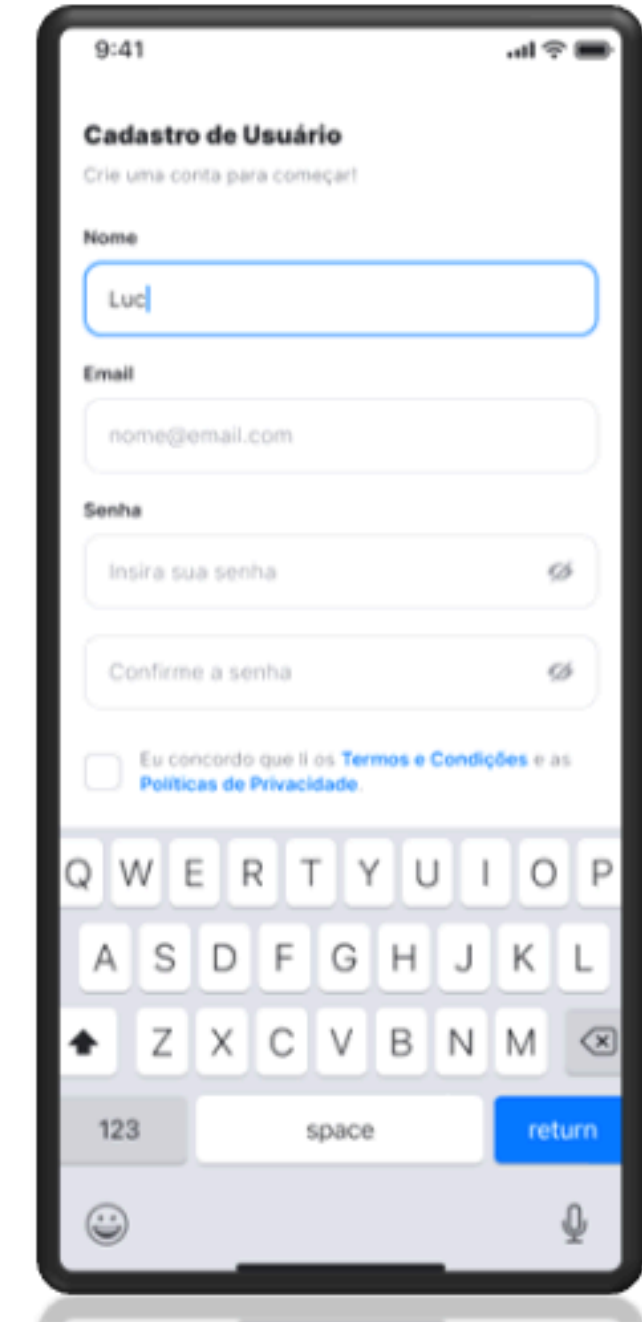 9:41
Cadastro de Usuário
Crie uma conta para começar!
Nome
Luc
Email
nome@email.com
Senha
Insira sua senha
Confirme a senha
Eu concordo que li os Termos e Condições e as
Políticas de Privacidade.
Q W E R T Y U I O P
A S D F G H J K L
Z X C V B N M
123 space return